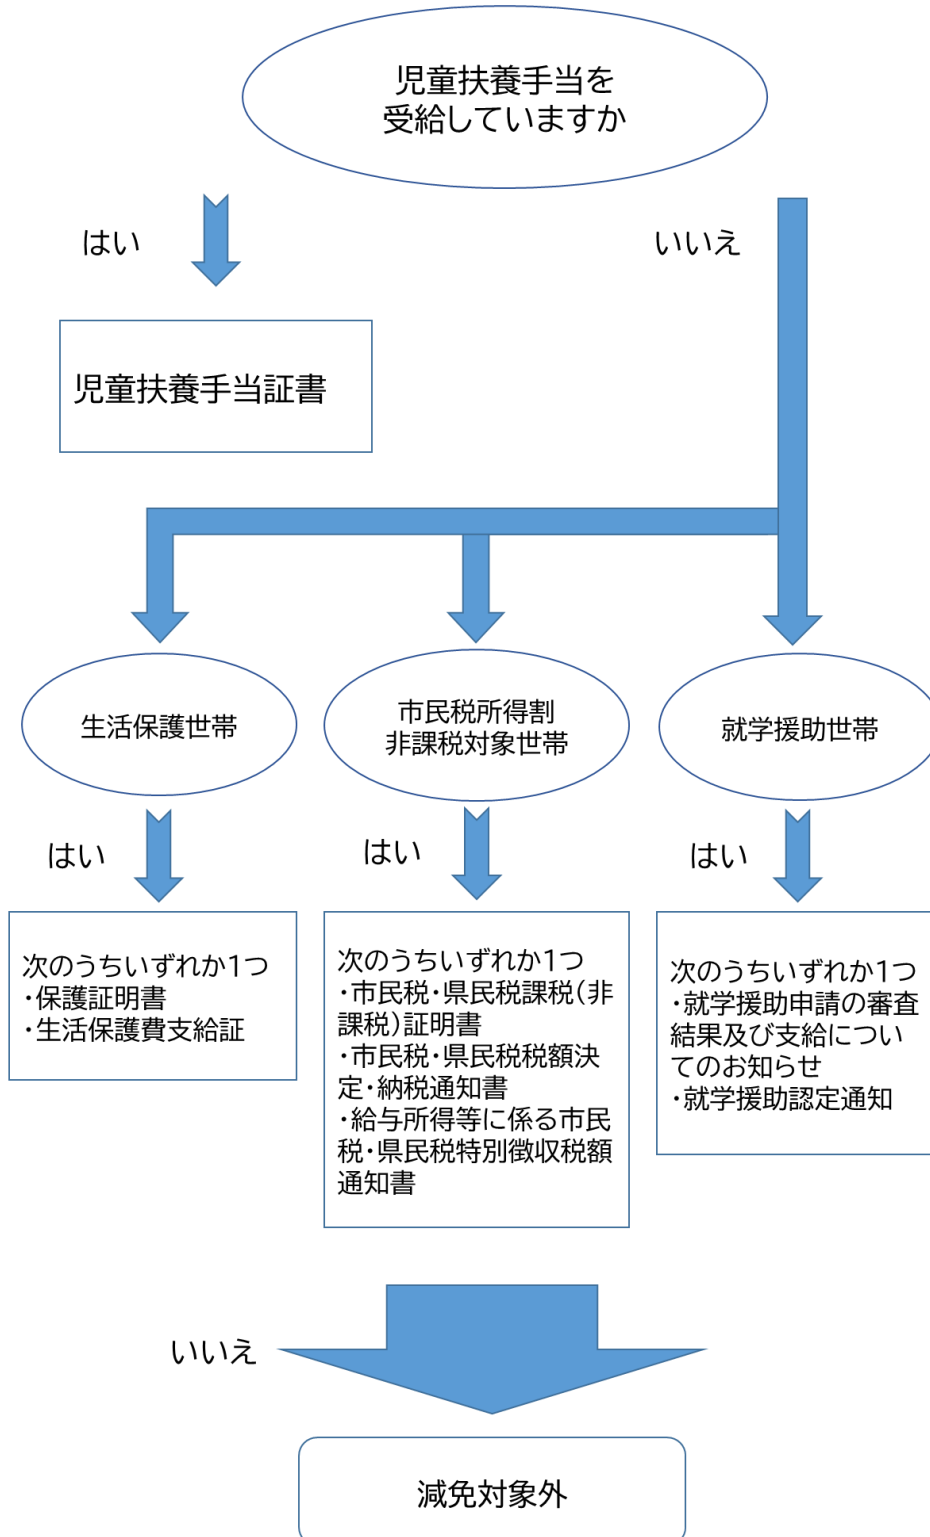 児童扶養手当を
受給していますか
はい
いいえ
児童扶養手当証書
生活保護世帯
市民税所得割
非課税対象世帯
就学援助世帯
はい
はい
はい
次のうちいずれか1つ
・保護証明書
・生活保護費支給証
次のうちいずれか1つ
・市民税・県民税課税(非
課税)証明書
・市民税・県民税税額決
定・納税通知書
・給与所得等に係る市民
税・県民税特別徴収税額
通知書
次のうちいずれか1つ
・就学援助申請の審査
結果及び支給につい
てのお知らせ
・就学援助認定通知
いいえ
減免対象外